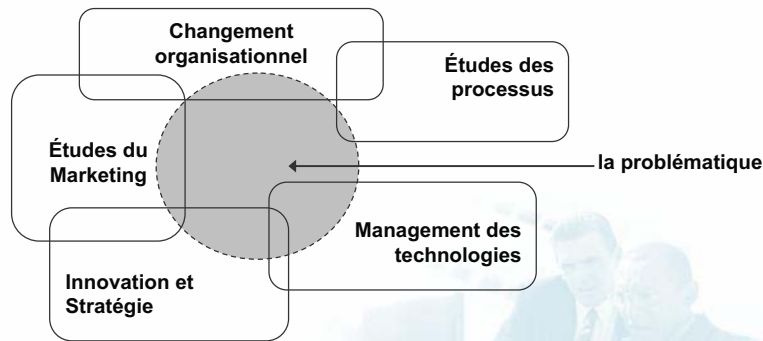 Changement
organisationnel
Études des
processus
Études du
Marketing
la problématique
Management des
technologies
Innovation et
Stratégie